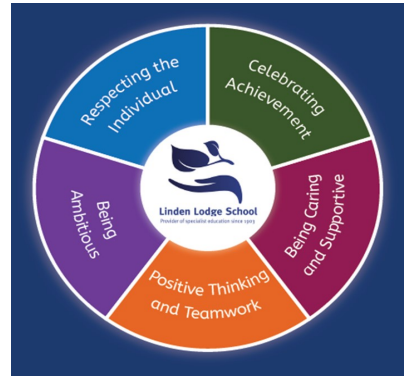 Respecting the
Individual
Celebrating
Achievement
Being
Ambitious
Linden Lodge School
Provider of specialist education since 1903
Being Caring
and Supportive
Positive Thinking
and Teamwork